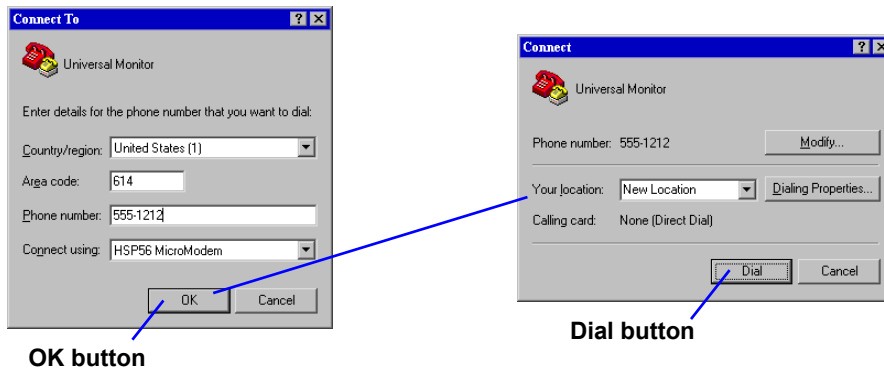 Connect To
Universal Monitor
Enter details for the phone number that you want to dial:
Country/region: United States (1)
Area code: 614
Phone number: 555-1212
Connect using: HSP56 MicroModem
OK Cancel
OK button
Connect
Universal Monitor
Phone number: 555-1212 Modify...
Your location: New Location Dialing Properties...
Calling card: None (Direct Dial)
Dial Cancel
Dial button